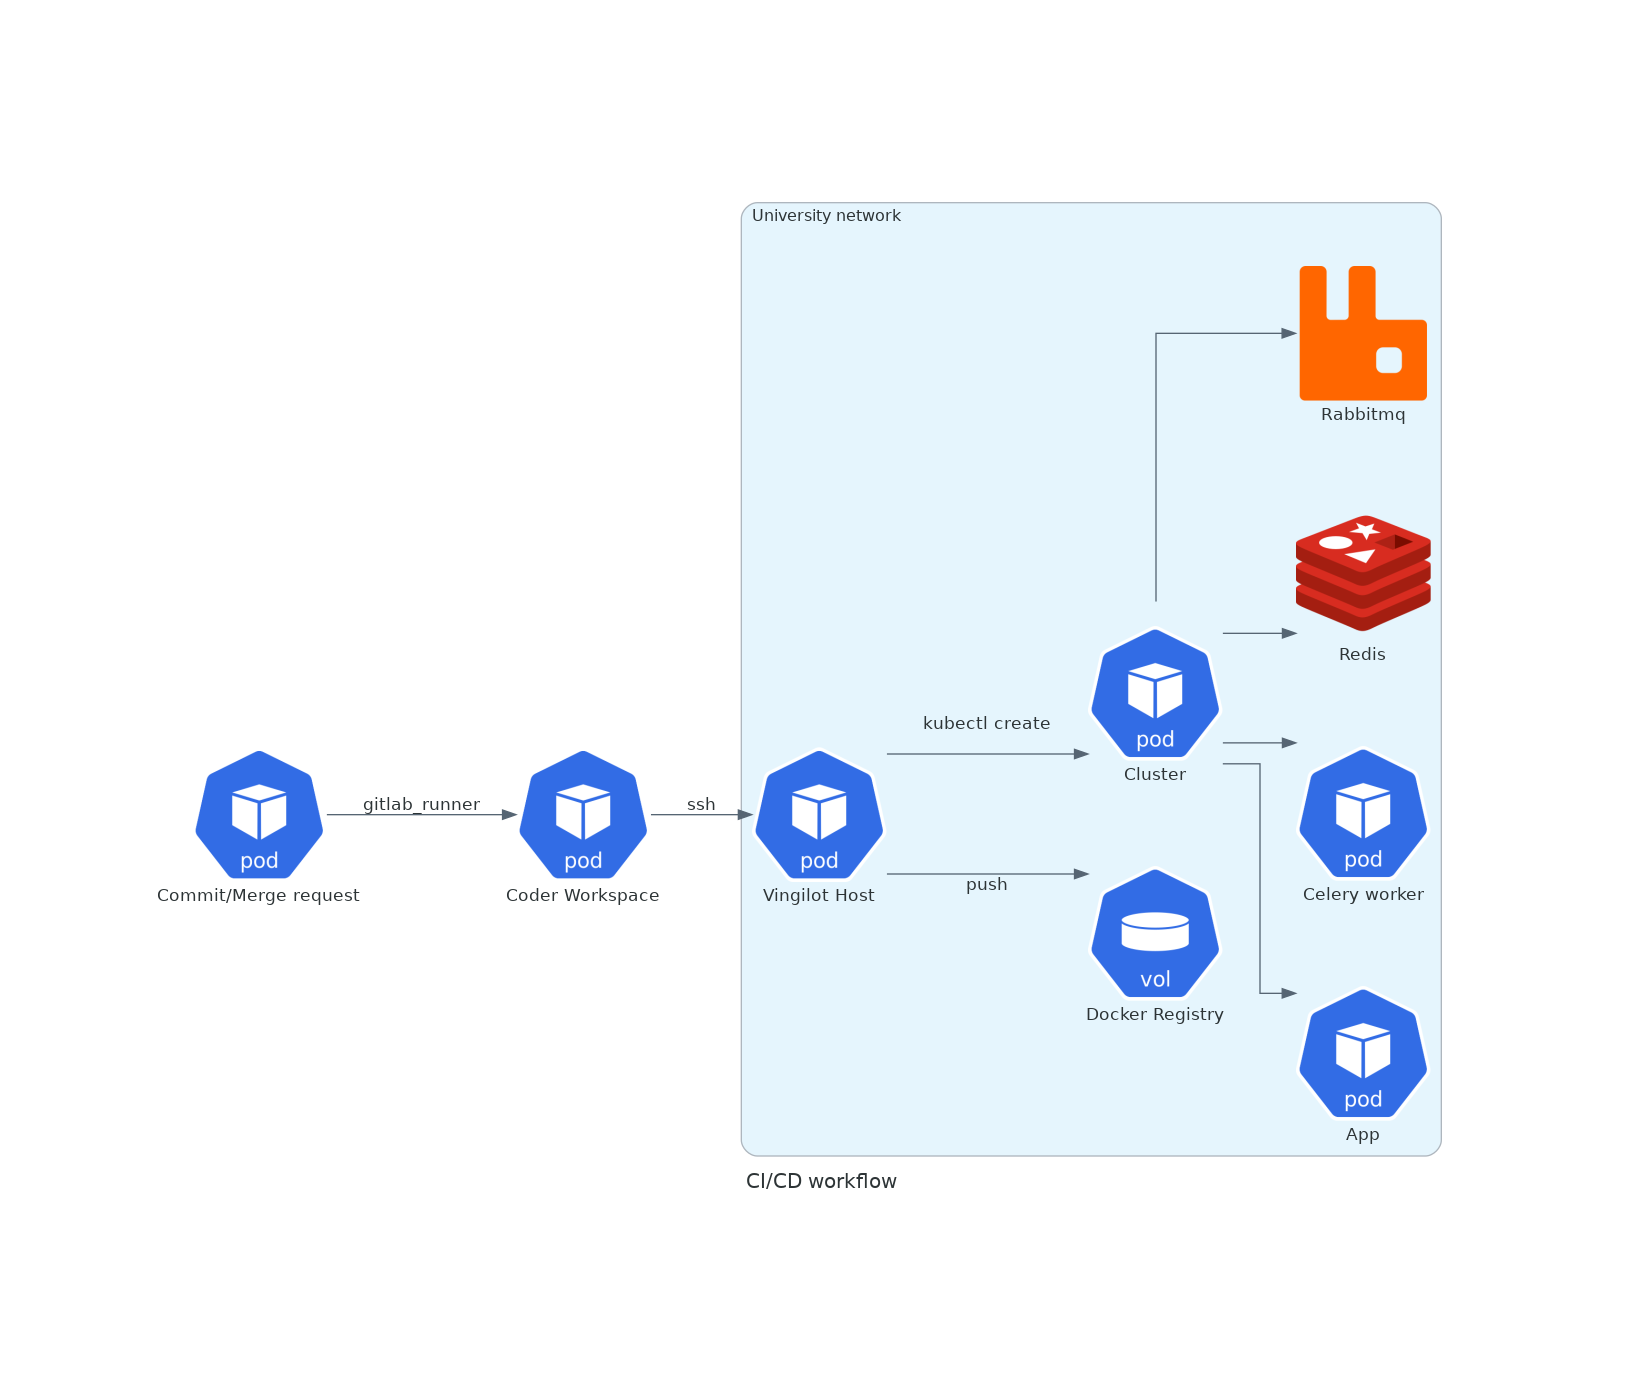 University network
Rabbitmq
Redis
kubectl create
pod
Cluster
gitlab_runner
ssh
pod
Commit/Merge request
pod
Coder Workspace
pod
Vingilot Host
pod
Celery worker
push
vol
Docker Registry
pod
App
CI/CD workflow